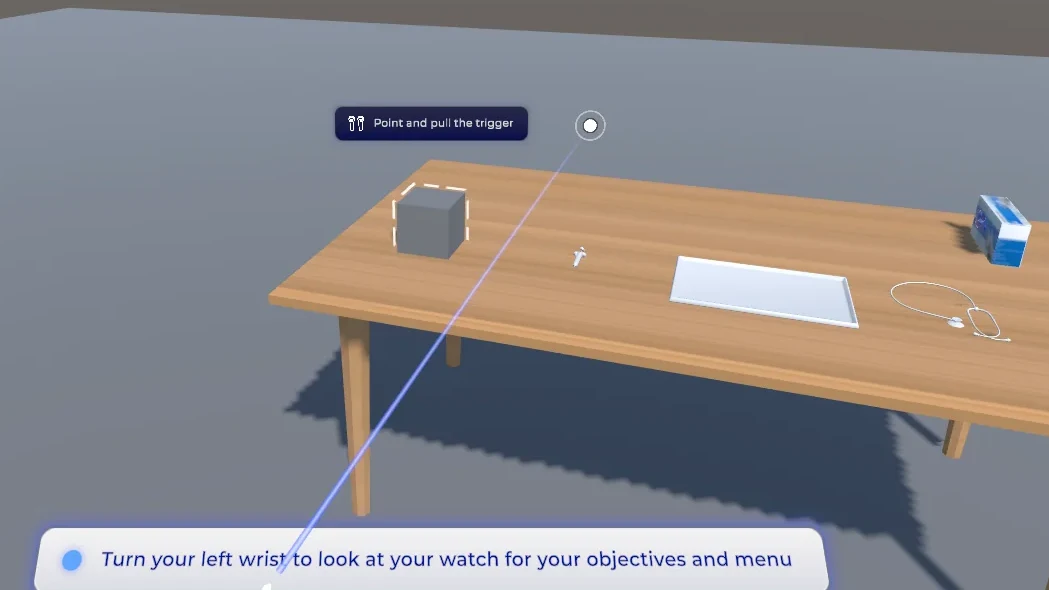 Point and pull the trigger
Turn your left wrist to look at your watch for your objectives and menu